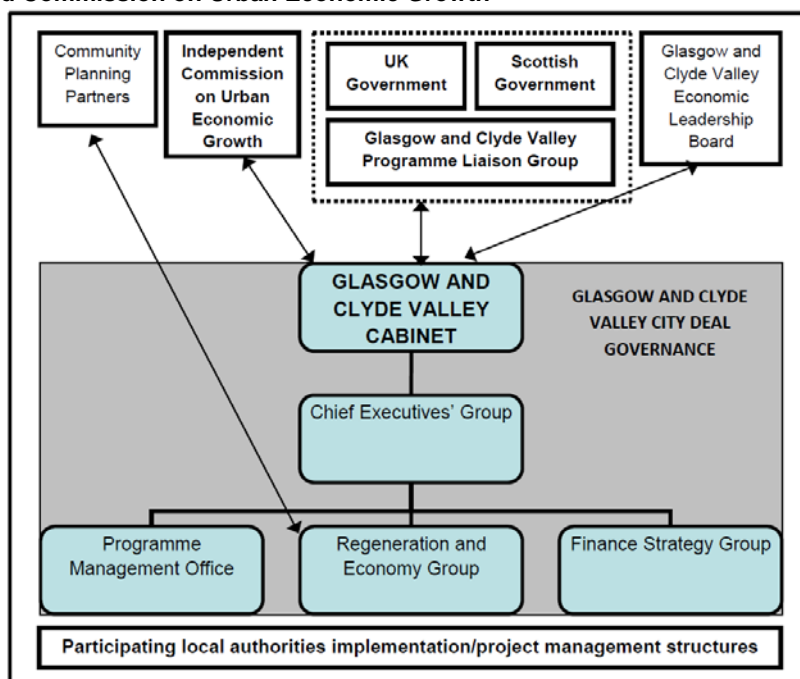 d Commission on Urban Economic Growth
Community
Planning
Partners
Independent
Commission
on Urban
Economic
Growth
UK
Government
Scottish
Government
Glasgow and Clyde Valley
Programme Liaison Group
Glasgow and
Clyde Valley
Economic
Leadership
Board
GLASGOW AND
CLYDE VALLEY
CABINET
GLASGOW AND CLYDE
VALLEY CITY DEAL
GOVERNANCE
Chief Executives' Group
Programme
Management Office
Regeneration and
Economy Group
Finance Strategy Group
Participating local authorities implementation/project management structures